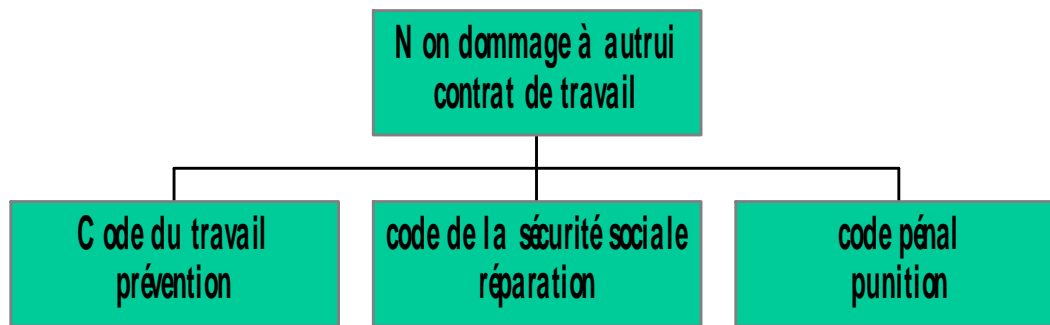 Non dommage à autrui
contrat de travail
Code du travail
prévention
code de la sécurité sociale
réparation
code pénal
punition